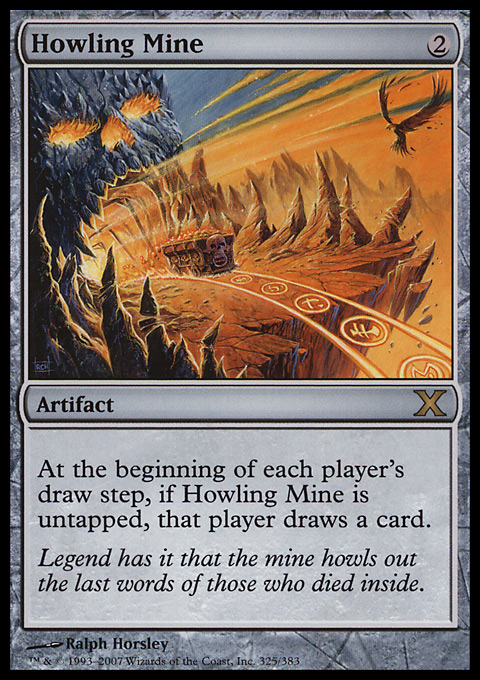 Howling Mine 2
Artifact
At the beginning of each player's
draw step, if Howling Mine is
untapped, that player draws a card.
Legend has it that the mine howls out
the last words of those who died inside.
Ralph Horsley
™ & © 1993–2007 Wizards of the Coast, Inc. 325/383